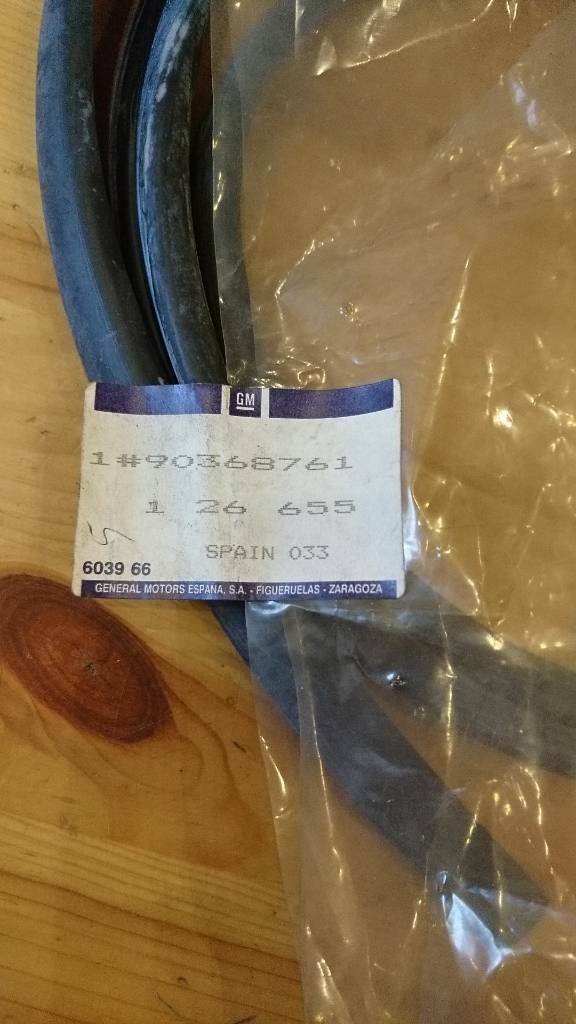 GM
1#90368761
1 26 655
SPAIN 033
6039 66
GENERAL MOTORS ESPANA, S.A. - FIGUERUELAS - ZARAGOZA